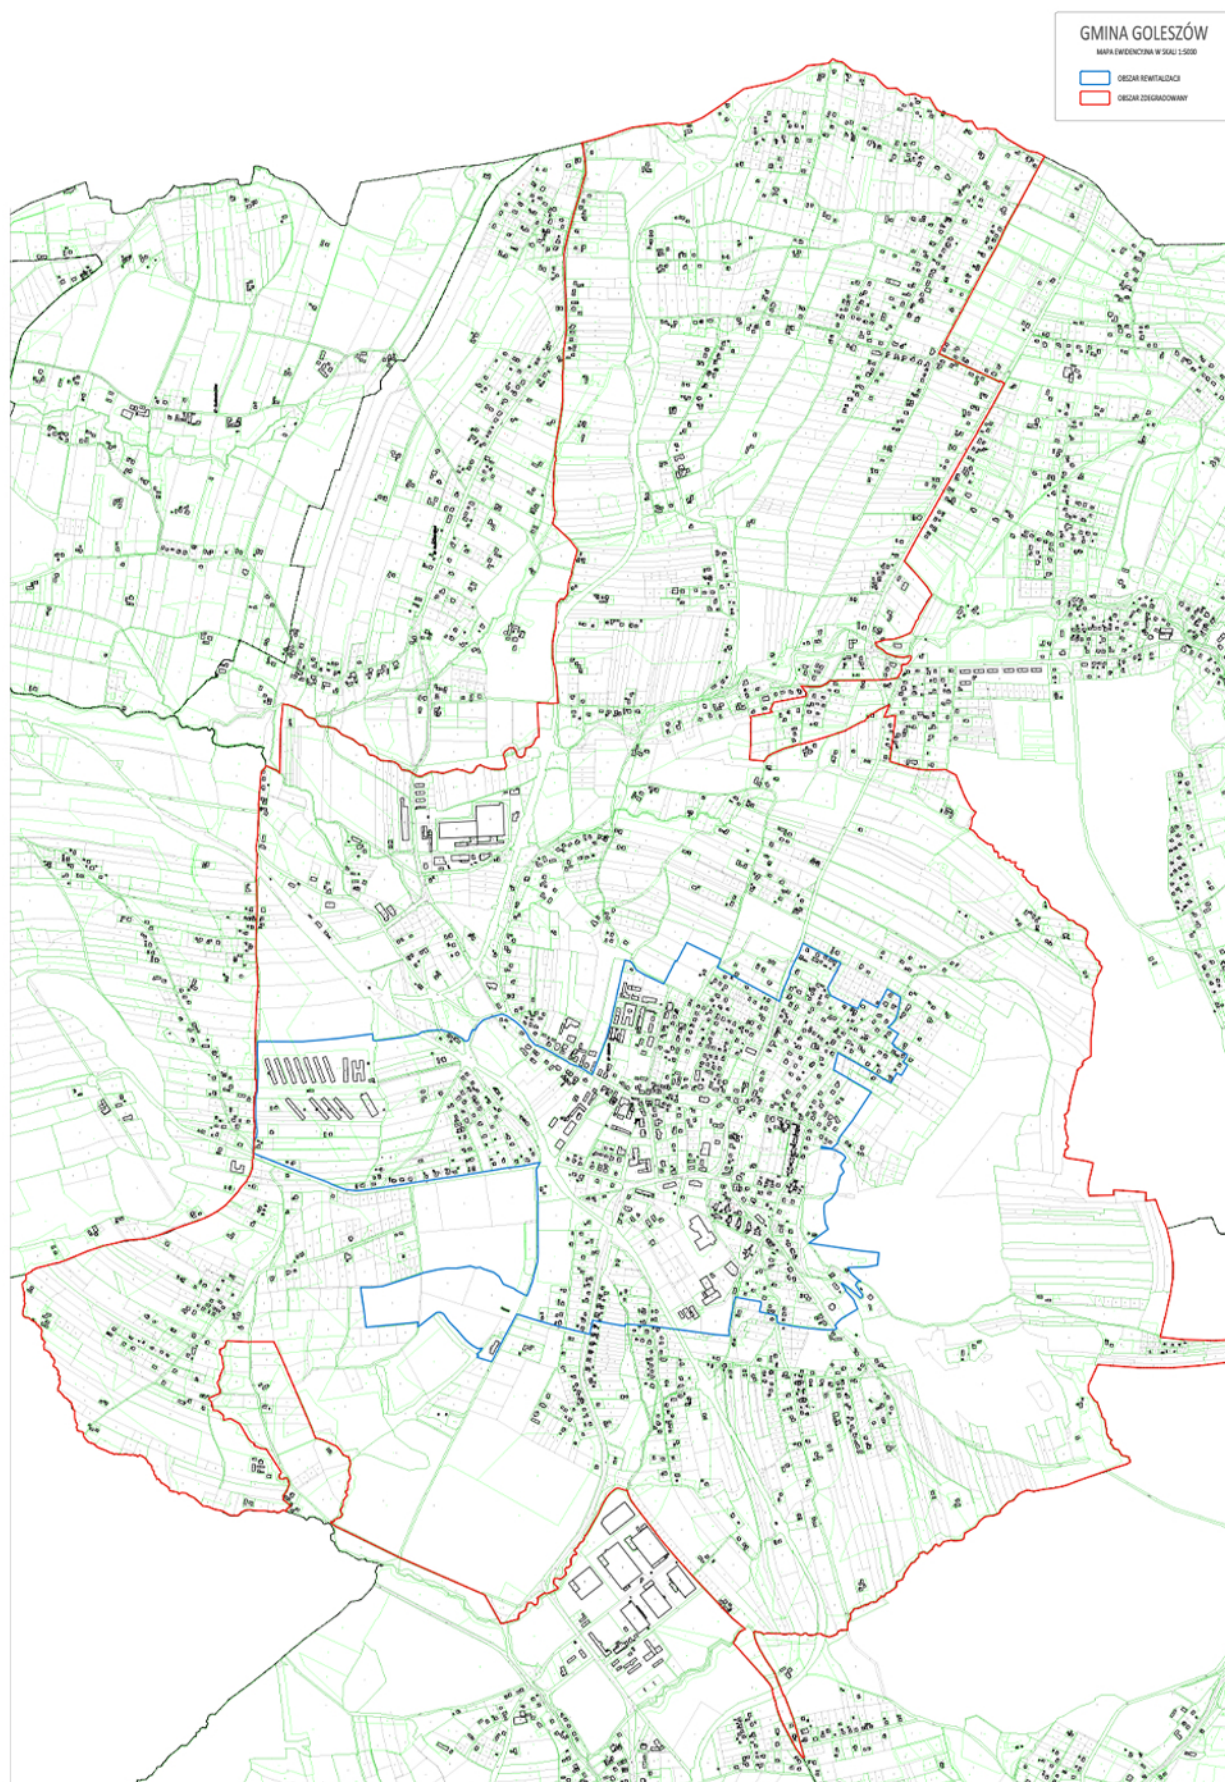 GMINA GOLESZÓW
MAPA EWIDENCYJNA W SKALI 1:5000
OBSZAR REWITALIZACJI
OBSZAR ZDEGRADOWANY